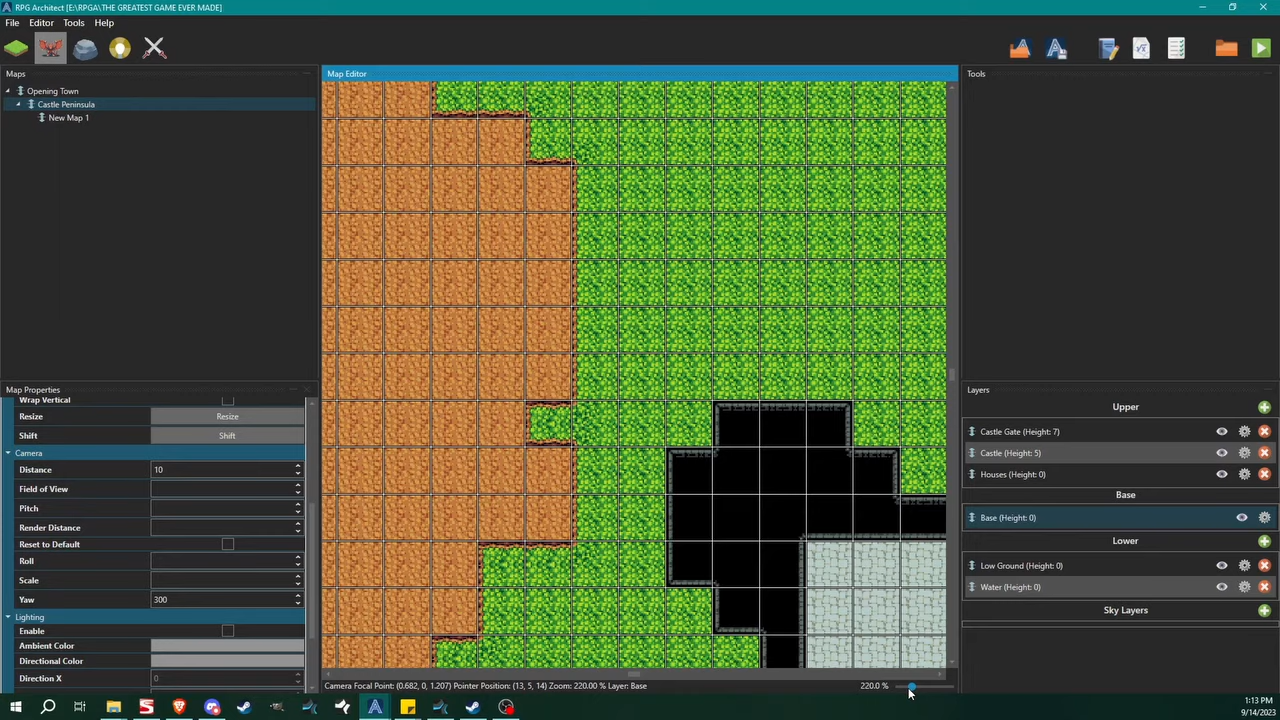 RPG Architect [E:\RPGA\THE GREATEST GAME EVER MADE]
File Editor Tools Help
Maps
Opening Town
Castle Peninsula
New Map 1
Map Properties
Wrap Vertical
Resize Resize
Shift Shift
Camera
Distance 10
Field of View
Pitch
Render Distance
Reset to Default
Roll
Scale
Yaw 300
Lighting
Enable
Ambient Color
Directional Color
Direction X 0
Map Editor
Camera Focal Point: (0.682, 0, 1.207) Pointer Position: (13, 5, 14) Zoom: 220.00 % Layer: Base 220.0 %
Tools
Layers
Upper
Castle Gate (Height: 7)
Castle (Height: 5)
Houses (Height: 0)
Base
Base (Height: 0)
Lower
Low Ground (Height: 0)
Water (Height: 0)
Sky Layers
1:13 PM
9/14/2023